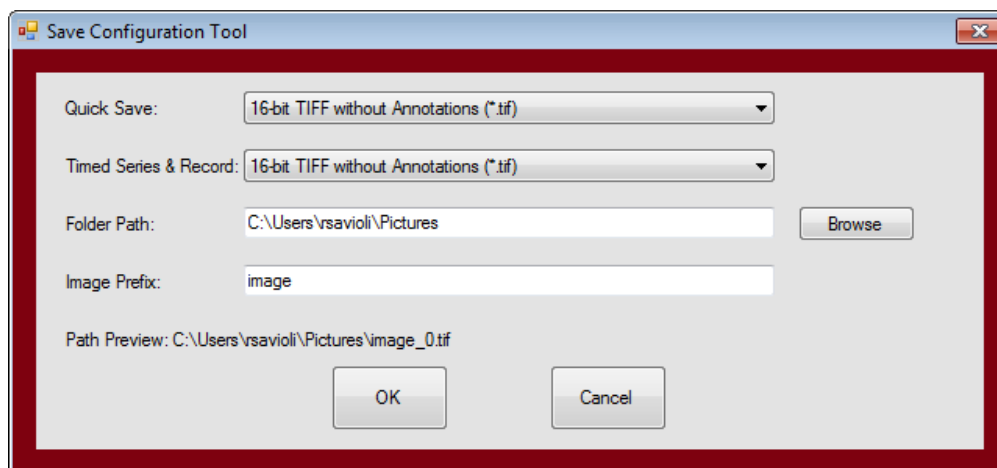 Save Configuration Tool
Quick Save: 16-bit TIFF without Annotations (*.tif)
Timed Series & Record: 16-bit TIFF without Annotations (*.tif)
Folder Path: C:\Users\rsavioli\Pictures Browse
Image Prefix: image
Path Preview: C:\Users\rsavioli\Pictures\image_0.tif
OK Cancel